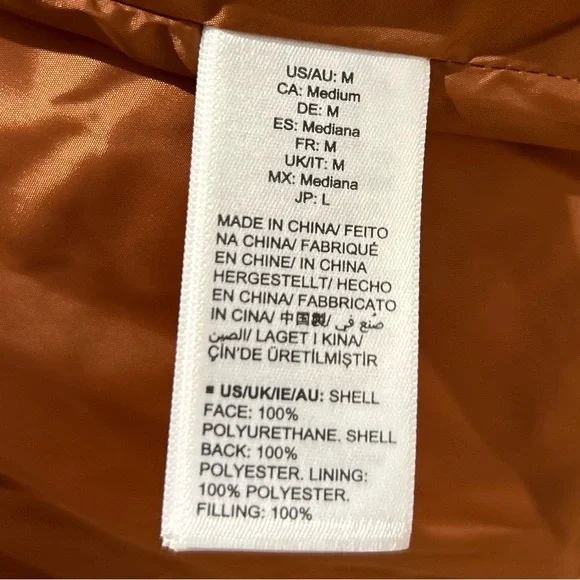 US/AU: M
CA: Medium
DE: M
ES: Mediana
FR: M
UK/IT: M
MX: Mediana
JP: L
MADE IN CHINA/ FEITO
NA CHINA/ FABRIQUÉ
EN CHINE/ IN CHINA
HERGESTELLT/ HECHO
EN CHINA/ FABBRICATO
IN CINA/ 中国製/ صُنع في
الصين/ LAGET I KINA/
ÇİN'DE ÜRETİLMİŞTİR
■ US/UK/IE/AU: SHELL
FACE: 100%
POLYURETHANE. SHELL
BACK: 100%
POLYESTER. LINING:
100% POLYESTER.
FILLING: 100%